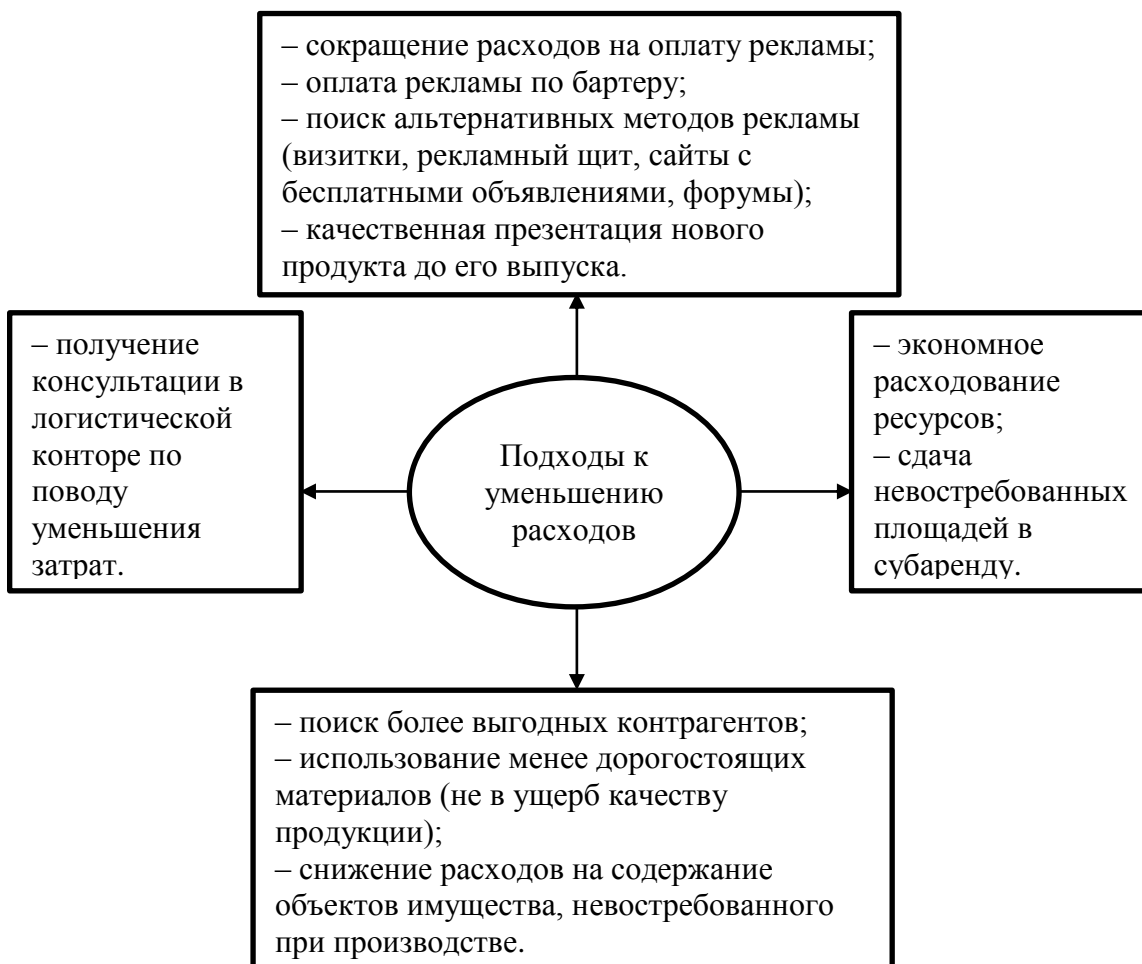 – сокращение расходов на оплату рекламы;
– оплата рекламы по бартеру;
– поиск альтернативных методов рекламы
(визитки, рекламный щит, сайты с
бесплатными объявлениями, форумы);
– качественная презентация нового
продукта до его выпуска.
– получение
консультации в
логистической
конторе по
поводу
уменьшения
затрат.
Подходы к
уменьшению
расходов
– экономное
расходование
ресурсов;
– сдача
невостребованных
площадей в
субаренду.
– поиск более выгодных контрагентов;
– использование менее дорогостоящих
материалов (не в ущерб качеству
продукции);
– снижение расходов на содержание
объектов имущества, невостребованного
при производстве.